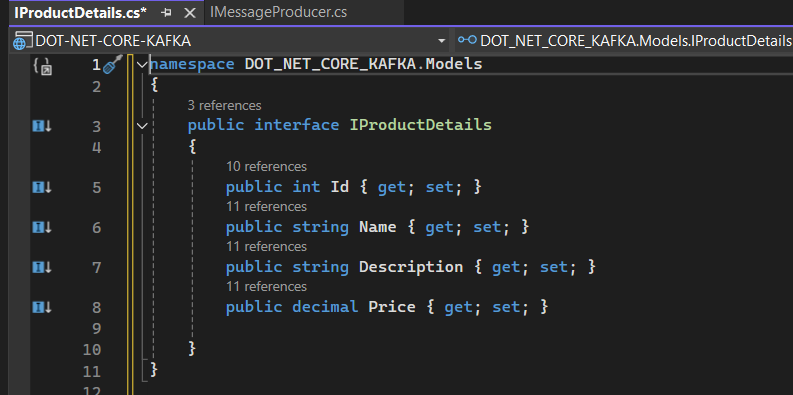 IProductDetails.cs* IMessageProducer.cs
DOT-NET-CORE-KAFKA DOT_NET_CORE_KAFKA.Models.IProductDetails
1 namespace DOT_NET_CORE_KAFKA.Models
2 {
3 references
3 public interface IProductDetails
4 {
10 references
5 public int Id { get; set; }
11 references
6 public string Name { get; set; }
11 references
7 public string Description { get; set; }
11 references
8 public decimal Price { get; set; }
9
10 }
11 }
12